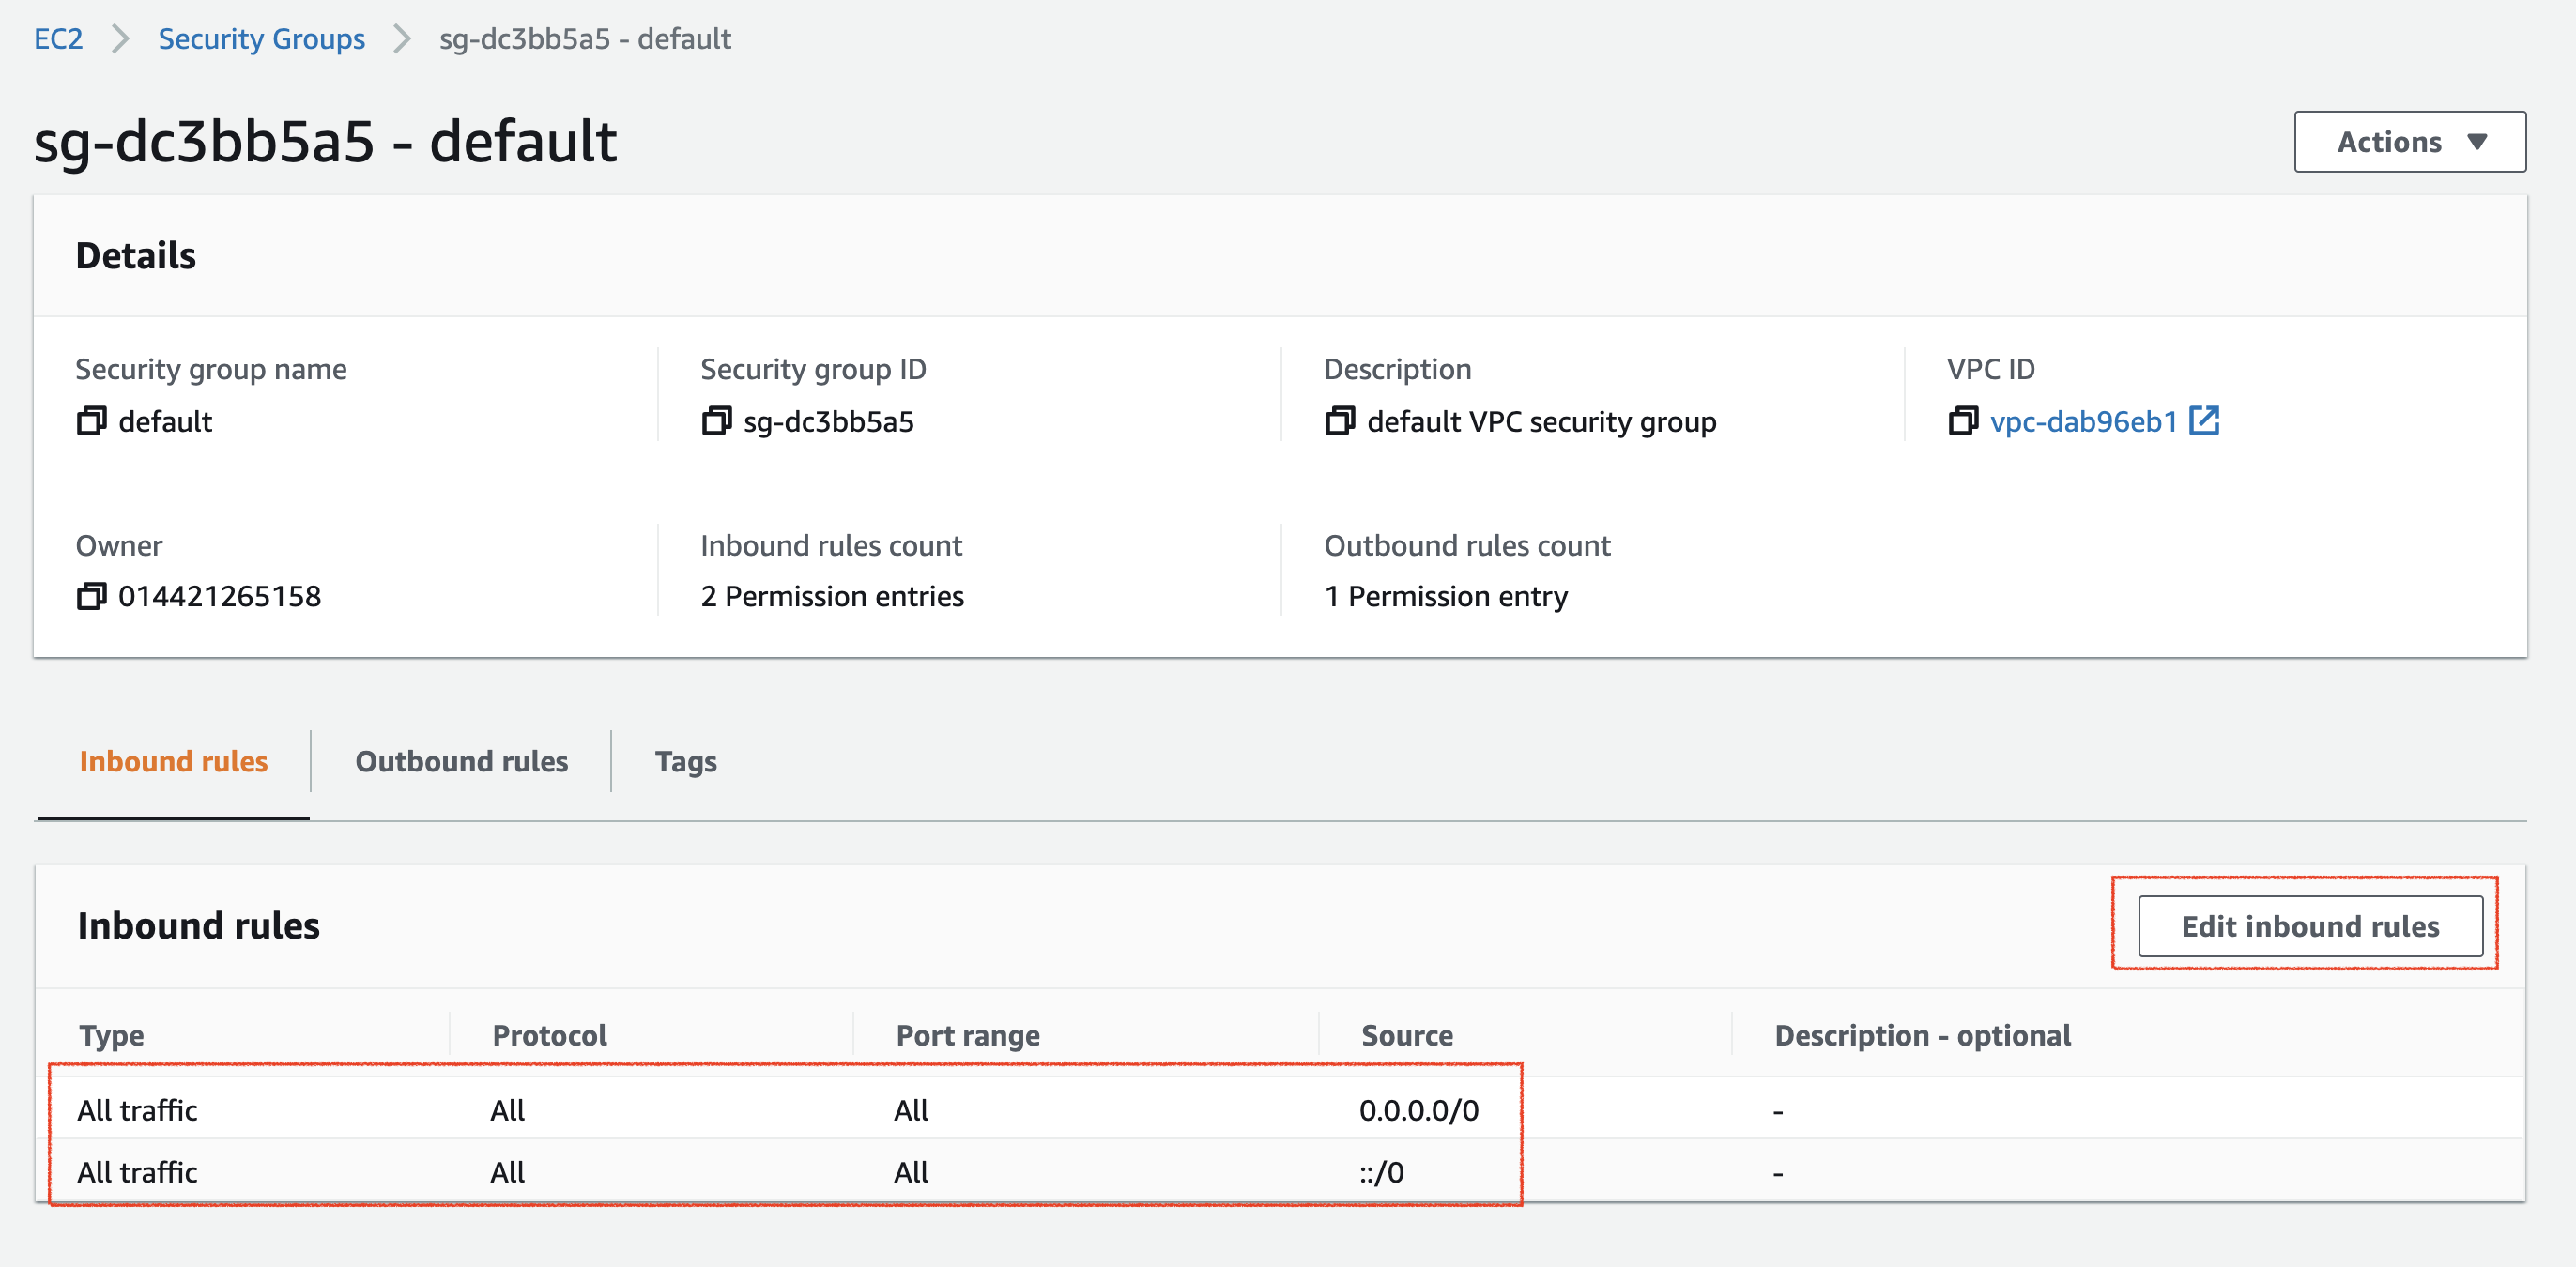 EC2 > Security Groups > sg-dc3bb5a5 - default
sg-dc3bb5a5 - default
Actions ▼
Details
Security group name Security group ID Description VPC ID
default sg-dc3bb5a5 default VPC security group vpc-dab96eb1
Owner Inbound rules count Outbound rules count
014421265158 2 Permission entries 1 Permission entry
Inbound rules Outbound rules Tags
Inbound rules Edit inbound rules
Type Protocol Port range Source Description - optional
All traffic All All 0.0.0.0/0 -
All traffic All All ::/0 -